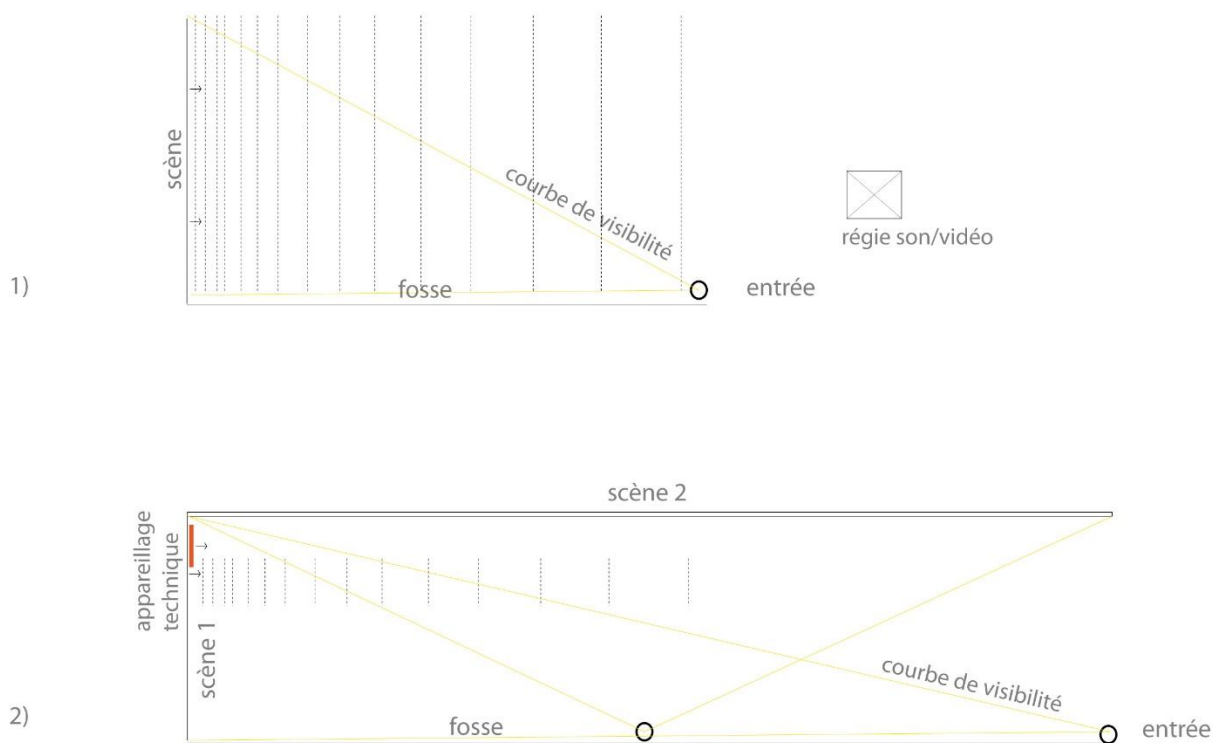 scène
courbe de visibilité
régie son/vidéo
1)
fosse
entrée
scène 2
appareillage
technique
scène 1
courbe de visibilité
2)
fosse
entrée